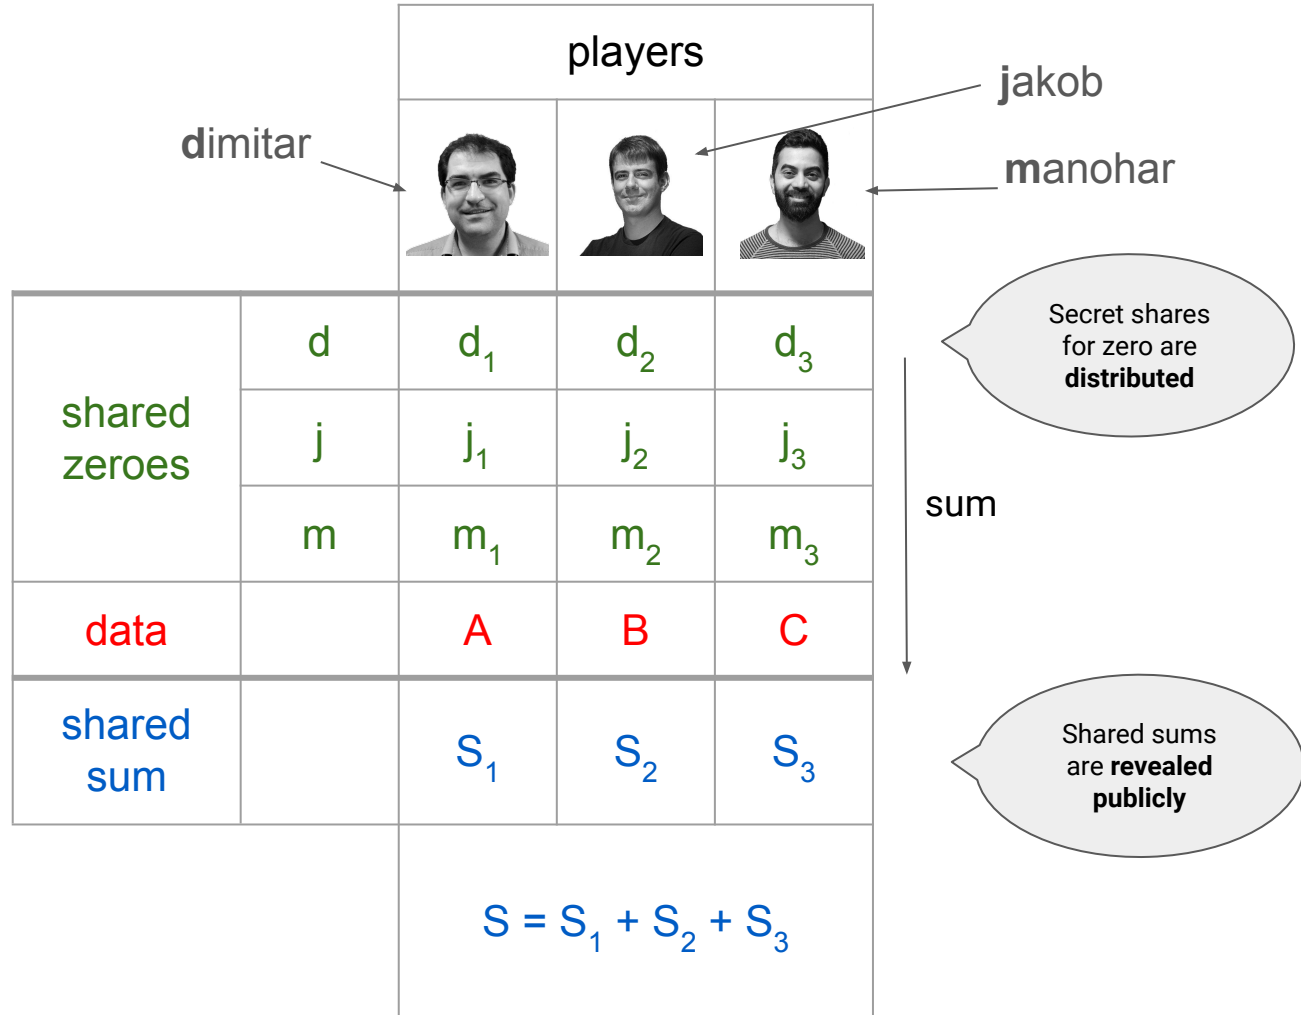 players
dimitar
jakob
manohar
shared
zeroes
d
d₁
d₂
d₃
j
j₁
j₂
j₃
m
m₁
m₂
m₃
Secret shares
for zero are
distributed
sum
data
A
B
C
shared
sum
S₁
S₂
S₃
Shared sums
are revealed
publicly
S = S₁ + S₂ + S₃